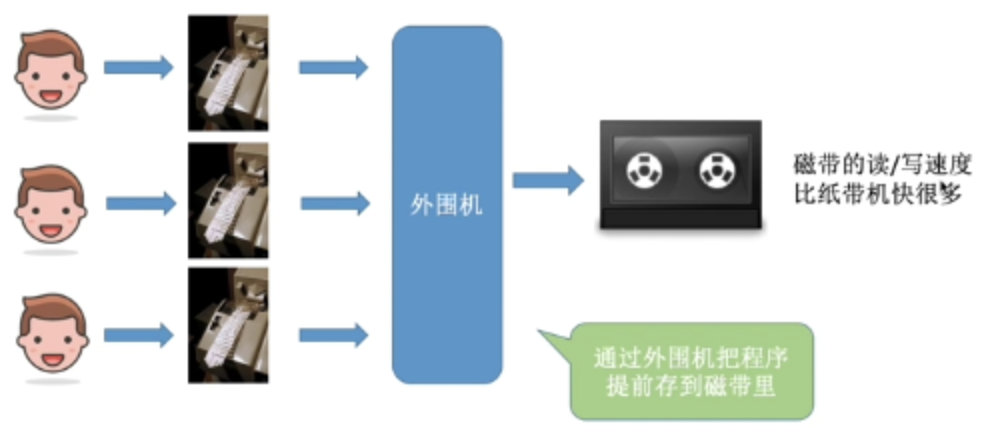 外围机
磁带的读/写速度
比纸带机快很多
通过外围机把程序
提前存到磁带里